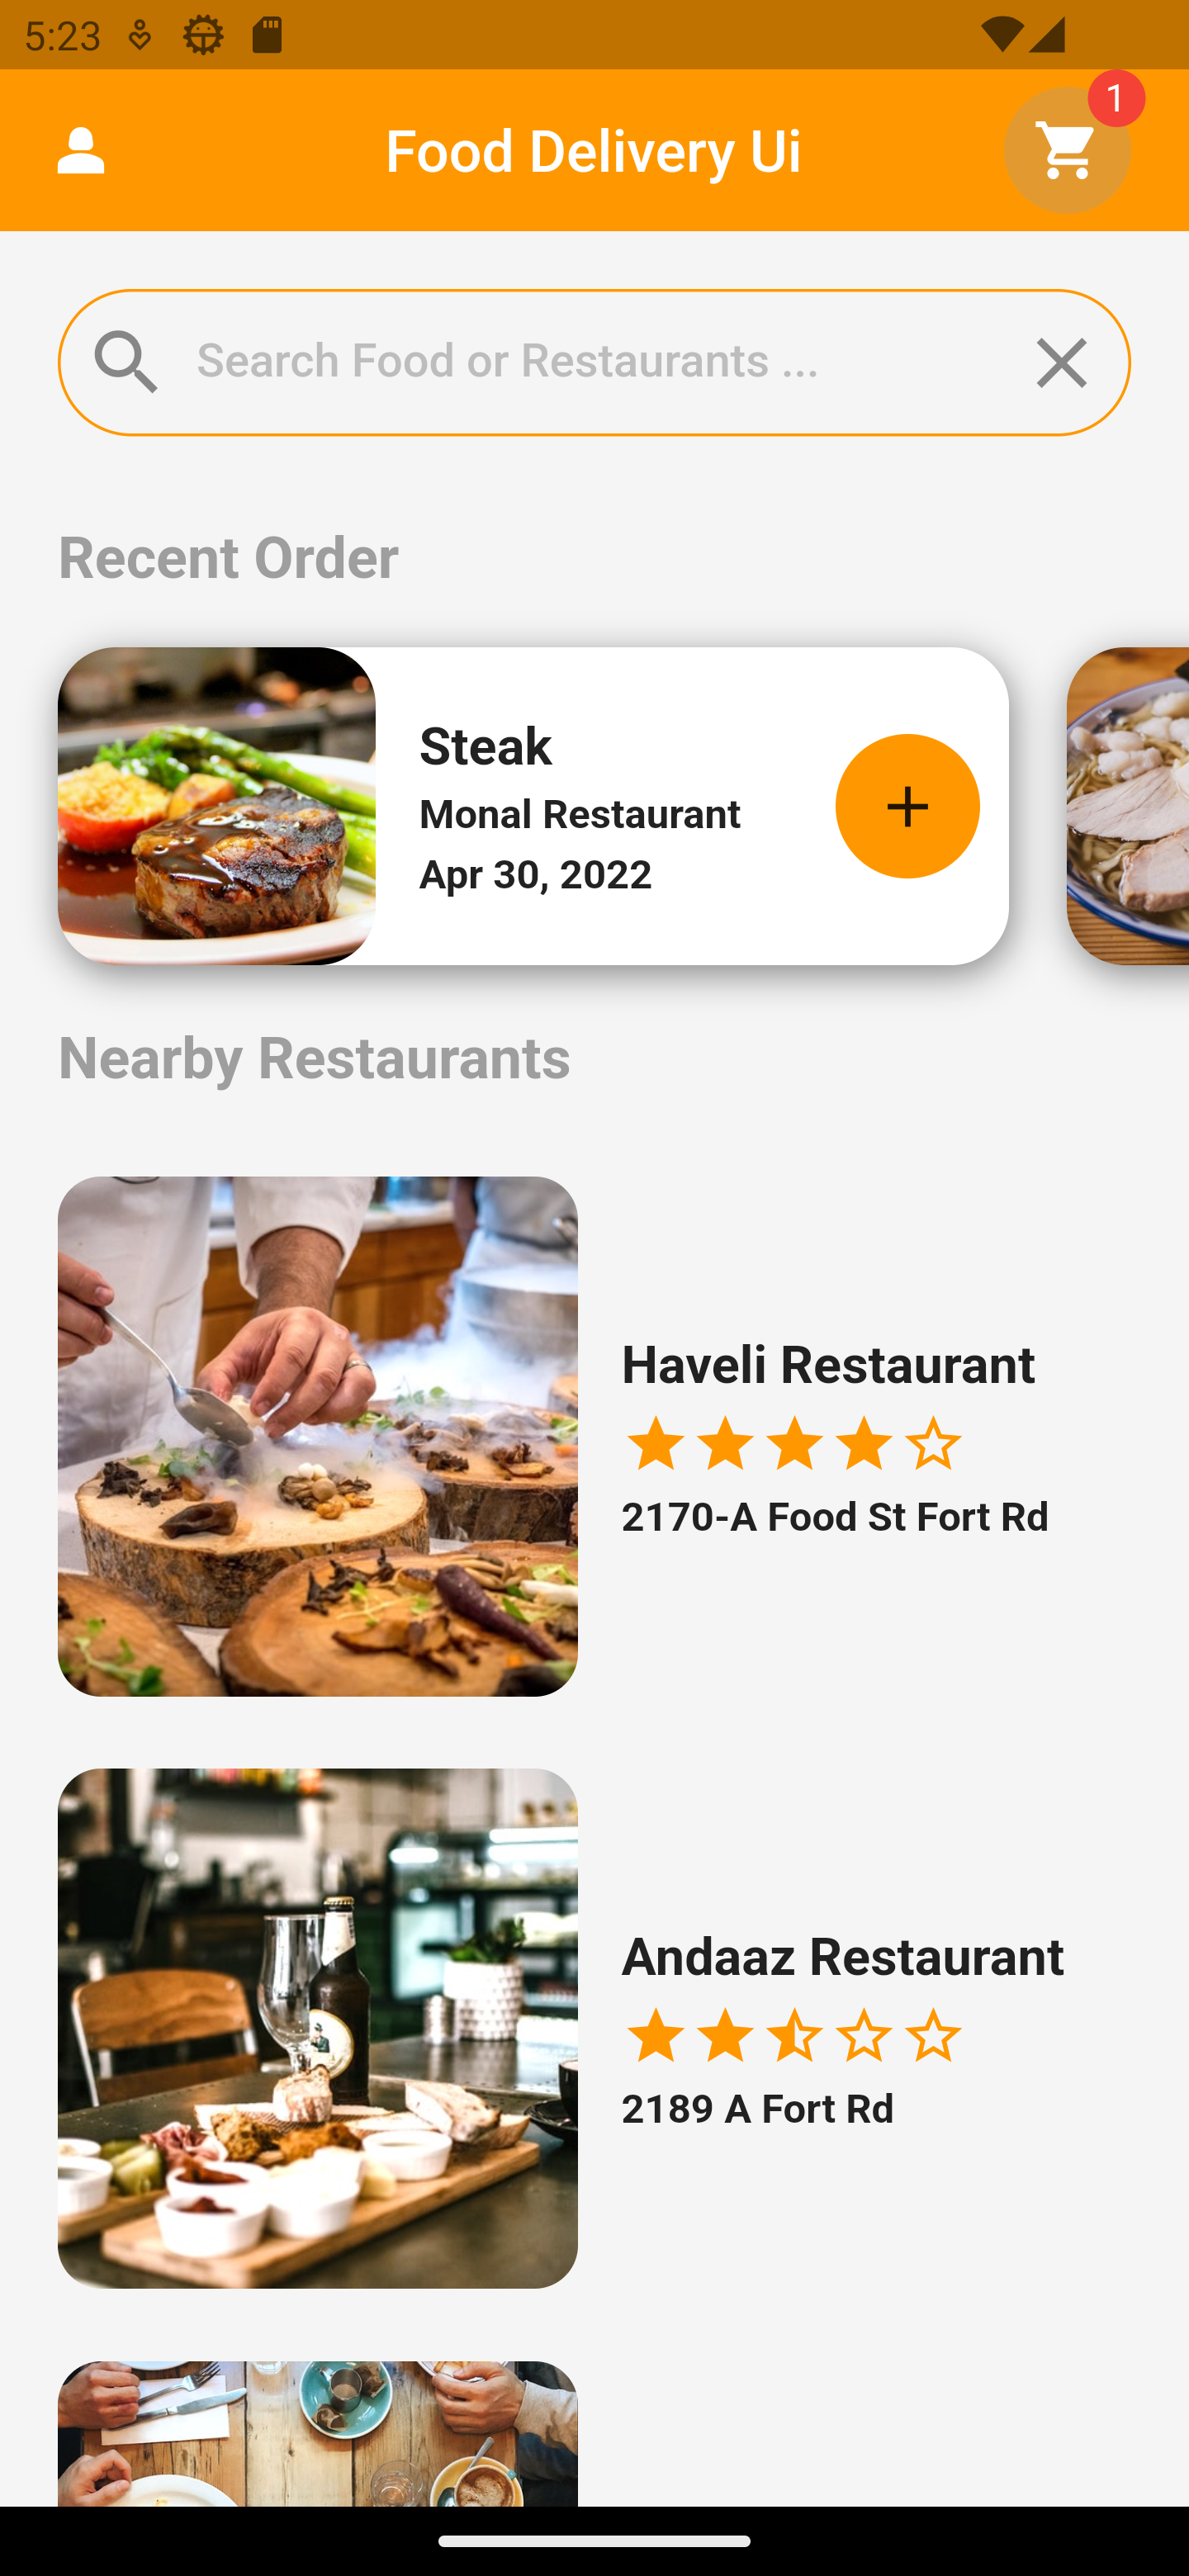 5:23
Food Delivery Ui
1
Search Food or Restaurants ...
Recent Order
Steak
Monal Restaurant
Apr 30, 2022
Nearby Restaurants
Haveli Restaurant
2170-A Food St Fort Rd
Andaaz Restaurant
2189 A Fort Rd